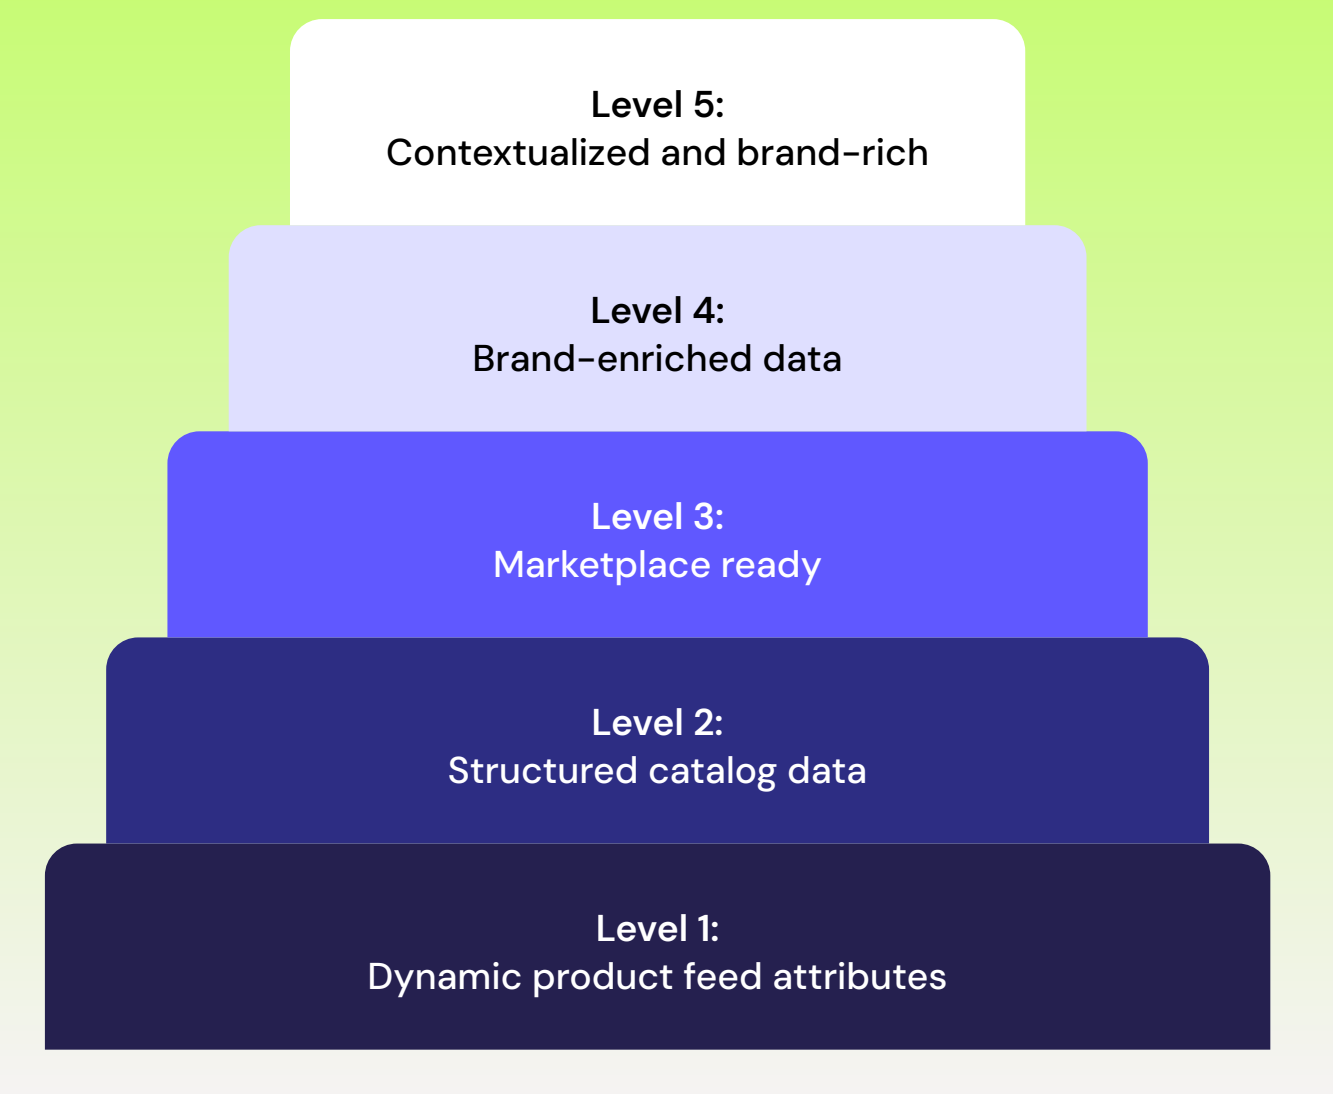 Level 5:
Contextualized and brand-rich
Level 4:
Brand-enriched data
Level 3:
Marketplace ready
Level 2:
Structured catalog data
Level 1:
Dynamic product feed attributes